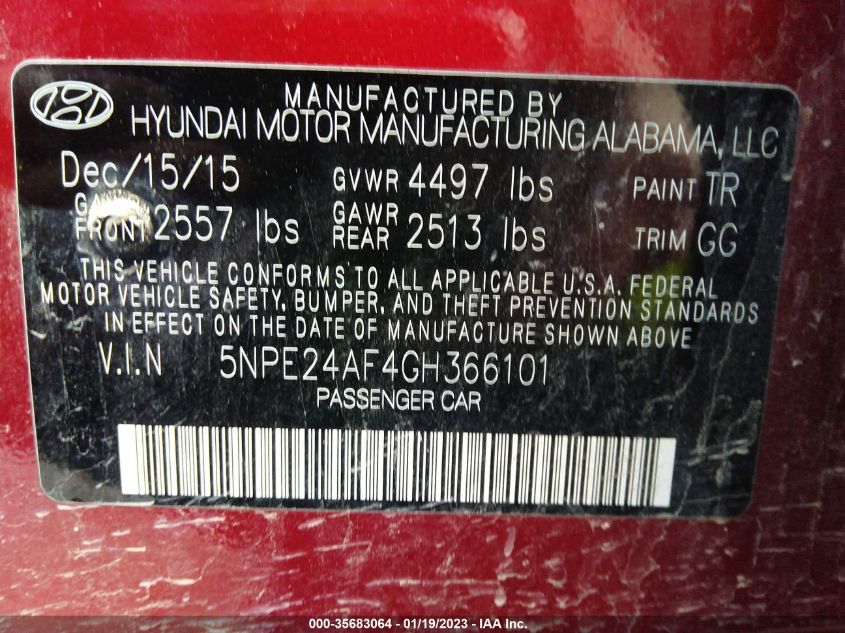 MANUFACTURED BY
HYUNDAI MOTOR MANUFACTURING ALABAMA, LLC
Dec/15/15 GVWR 4497 lbs PAINT TR
GAWR FRONT 2557 lbs GAWR REAR 2513 lbs TRIM GG
THIS VEHICLE CONFORMS TO ALL APPLICABLE U.S.A. FEDERAL
MOTOR VEHICLE SAFETY, BUMPER, AND THEFT PREVENTION STANDARDS
IN EFFECT ON THE DATE OF MANUFACTURE SHOWN ABOVE.
V.I.N 5NPE24AF4GH366101
PASSENGER CAR
000-35683064 - 01/19/2023 - IAA Inc.